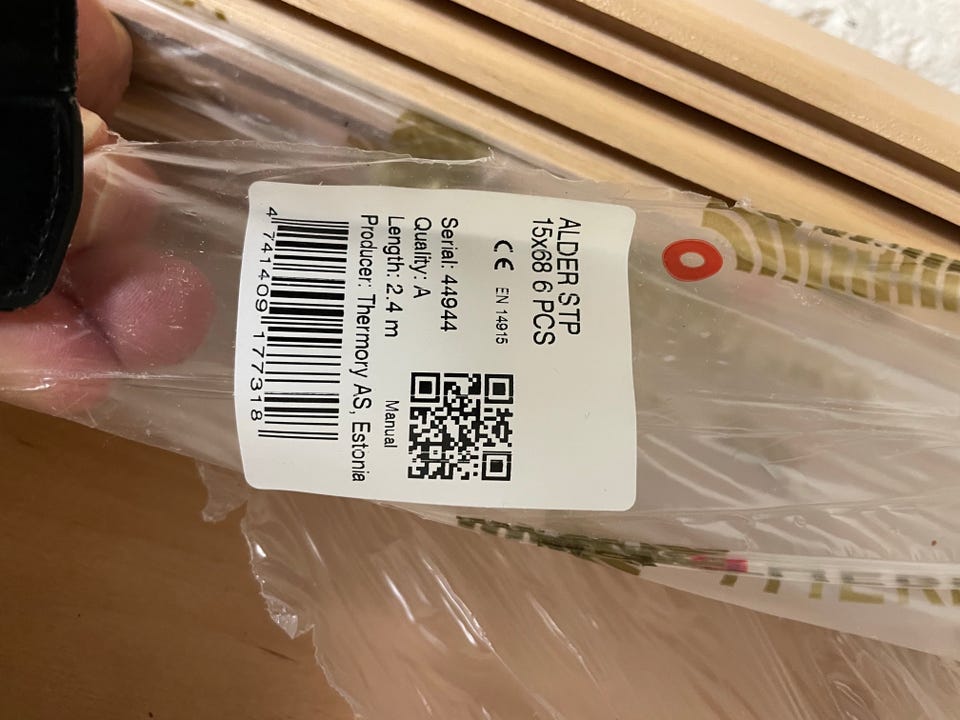 ALDER STP
15x68 6 PCS
CE EN 14915
Serial: 44944
Quality: A
Length: 2.4 m
Manual
Producer: Thermory AS, Estonia
4 741409 177318